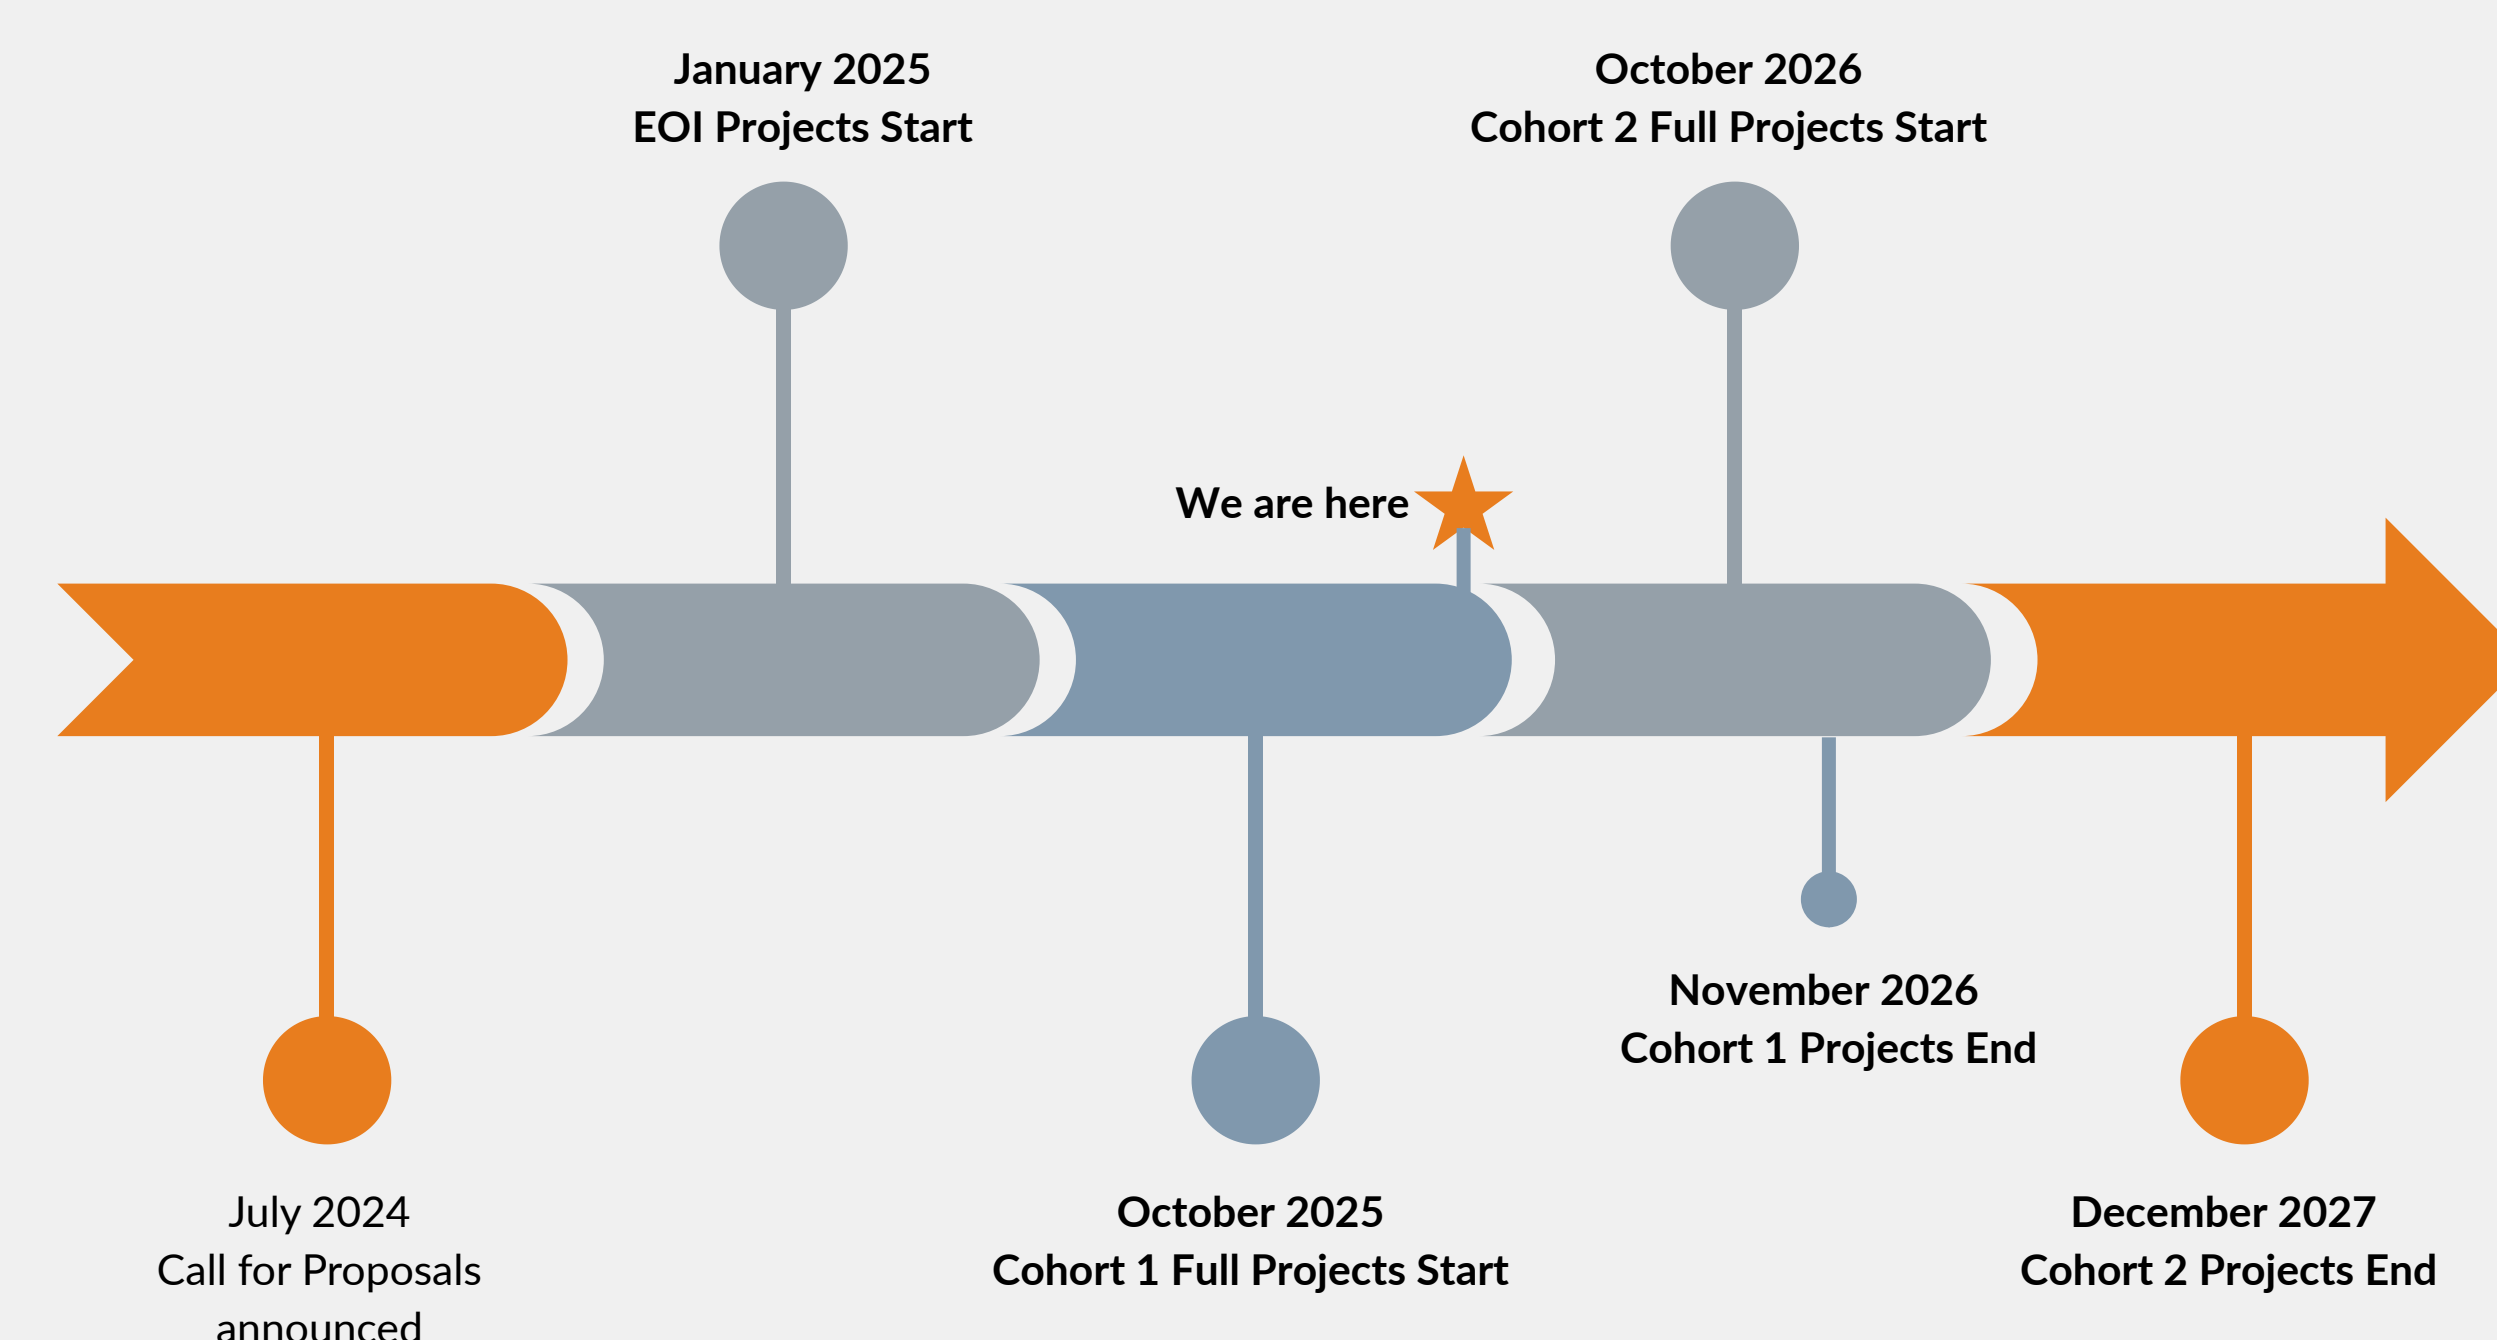 January 2025
EOI Projects Start
October 2026
Cohort 2 Full Projects Start
We are here
November 2026
Cohort 1 Projects End
July 2024
Call for Proposals
announced
October 2025
Cohort 1 Full Projects Start
December 2027
Cohort 2 Projects End